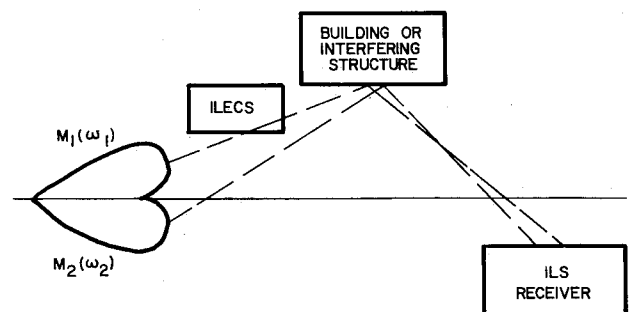 BUILDING OR
INTERFERING
STRUCTURE
ILECS
M₁(ω₁)
M₂(ω₂)
ILS
RECEIVER